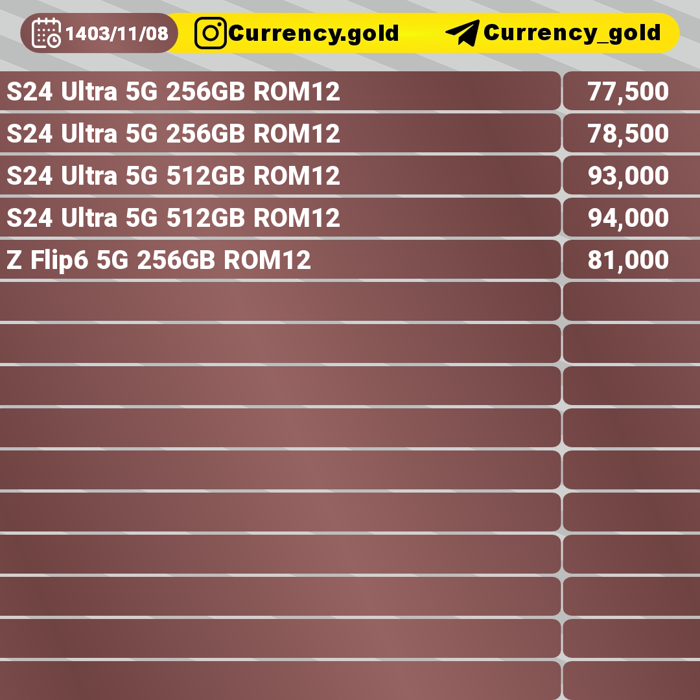 1403/11/08 Currency.gold Currency_gold
S24 Ultra 5G 256GB ROM12 77,500
S24 Ultra 5G 256GB ROM12 78,500
S24 Ultra 5G 512GB ROM12 93,000
S24 Ultra 5G 512GB ROM12 94,000
Z Flip6 5G 256GB ROM12 81,000